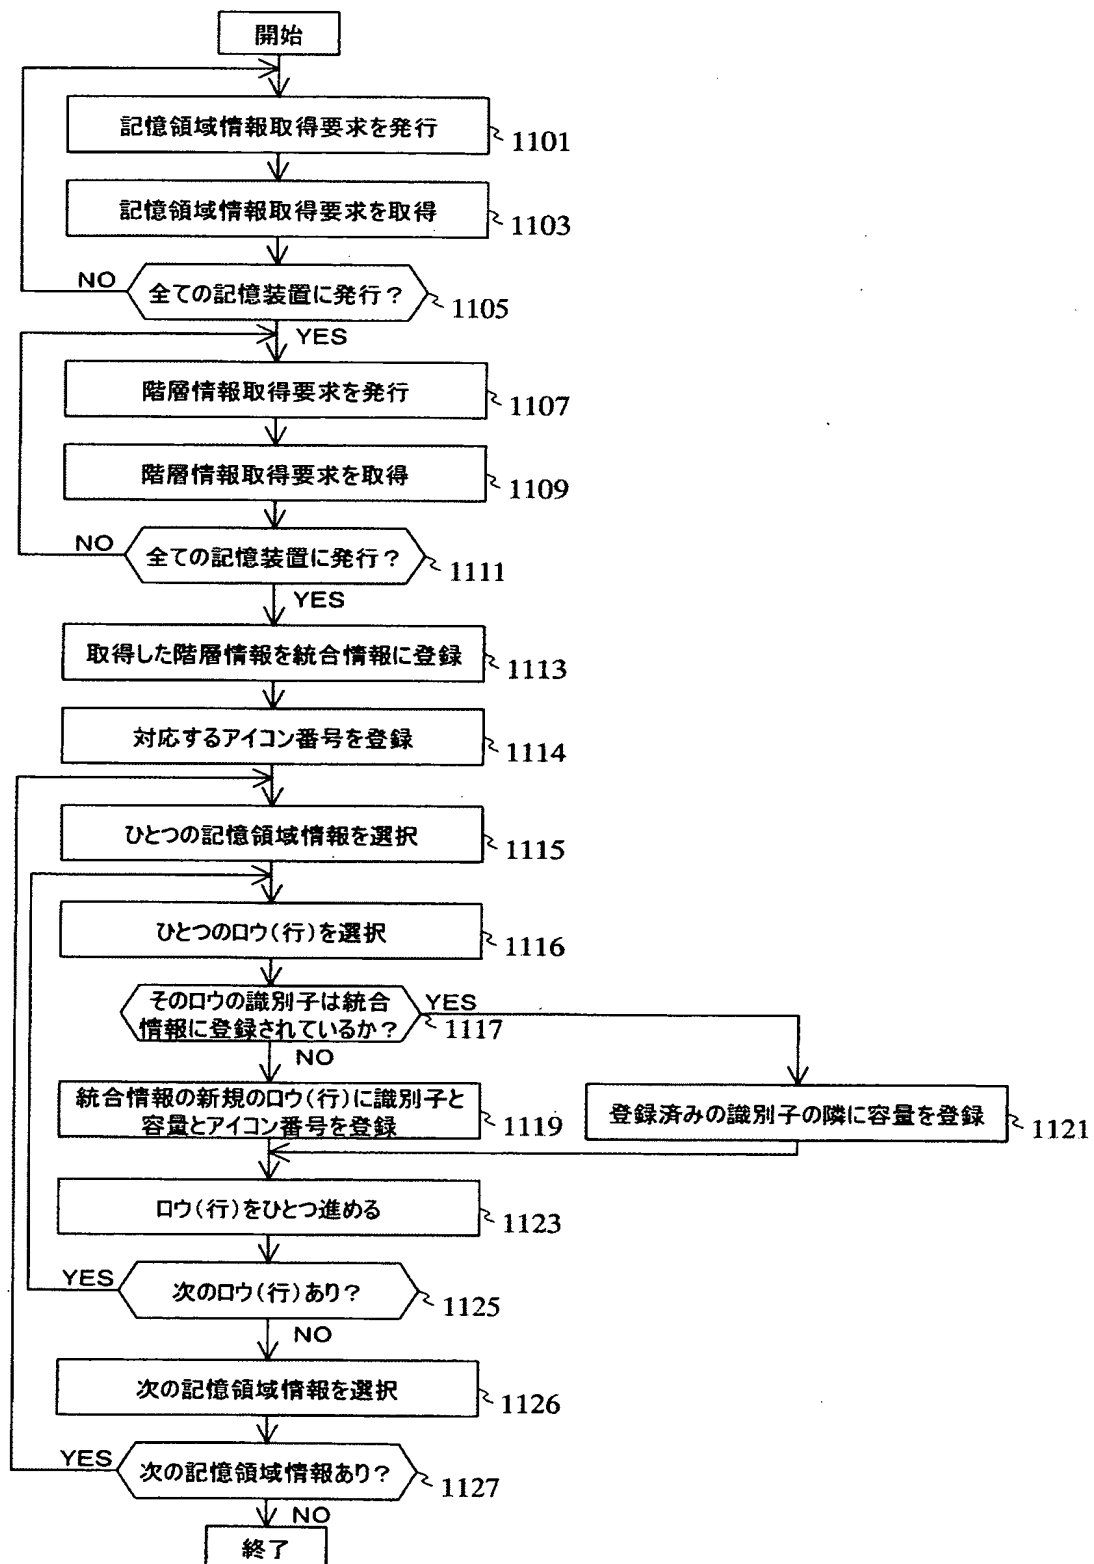 開始
記憶領域情報取得要求を発行
1101
記憶領域情報取得要求を取得
1103
NO
全ての記憶装置に発行？
1105
YES
階層情報取得要求を発行
1107
階層情報取得要求を取得
1109
NO
全ての記憶装置に発行？
1111
YES
取得した階層情報を統合情報に登録
1113
対応するアイコン番号を登録
1114
ひとつの記憶領域情報を選択
1115
ひとつのロウ(行)を選択
1116
そのロウの識別子は統合
情報に登録されているか？
YES
1117
NO
統合情報の新規のロウ(行)に識別子と
容量とアイコン番号を登録
1119
登録済みの識別子の隣に容量を登録
1121
ロウ(行)をひとつ進める
1123
YES
次のロウ(行)あり？
1125
NO
次の記憶領域情報を選択
1126
YES
次の記憶領域情報あり？
1127
NO
終了